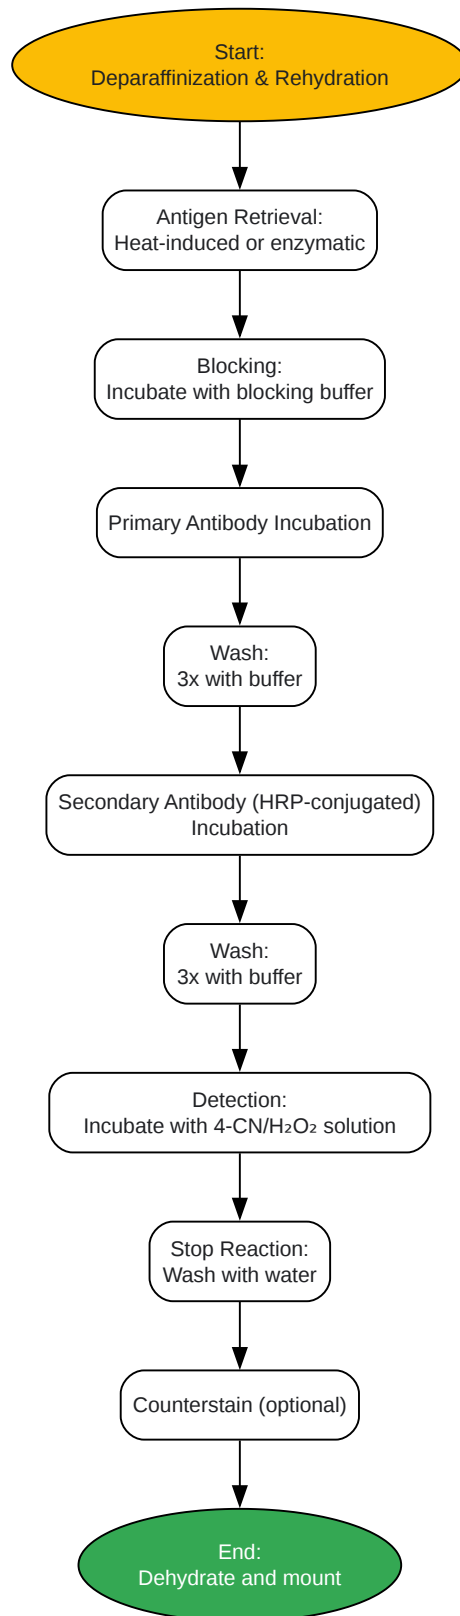 Start:
Deparaffinization & Rehydration
Antigen Retrieval:
Heat-induced or enzymatic
Blocking:
Incubate with blocking buffer
Primary Antibody Incubation
Wash:
3x with buffer
Secondary Antibody (HRP-conjugated)
Incubation
Wash:
3x with buffer
Detection:
Incubate with 4-CN/H₂O₂ solution
Stop Reaction:
Wash with water
Counterstain (optional)
End:
Dehydrate and mount